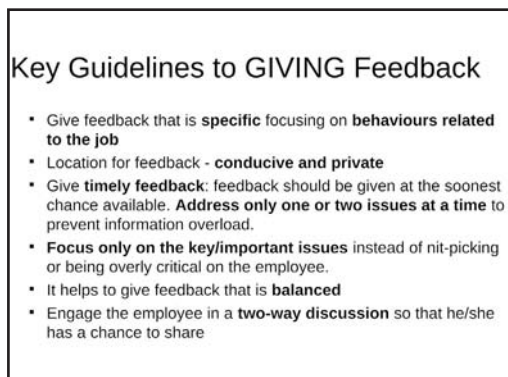 Key Guidelines to GIVING Feedback
▪ Give feedback that is specific focusing on behaviours related
to the job
▪ Location for feedback - conducive and private
▪ Give timely feedback: feedback should be given at the soonest
chance available. Address only one or two issues at a time to
prevent information overload.
▪ Focus only on the key/important issues instead of nit-picking
or being overly critical on the employee.
▪ It helps to give feedback that is balanced
▪ Engage the employee in a two-way discussion so that he/she
has a chance to share